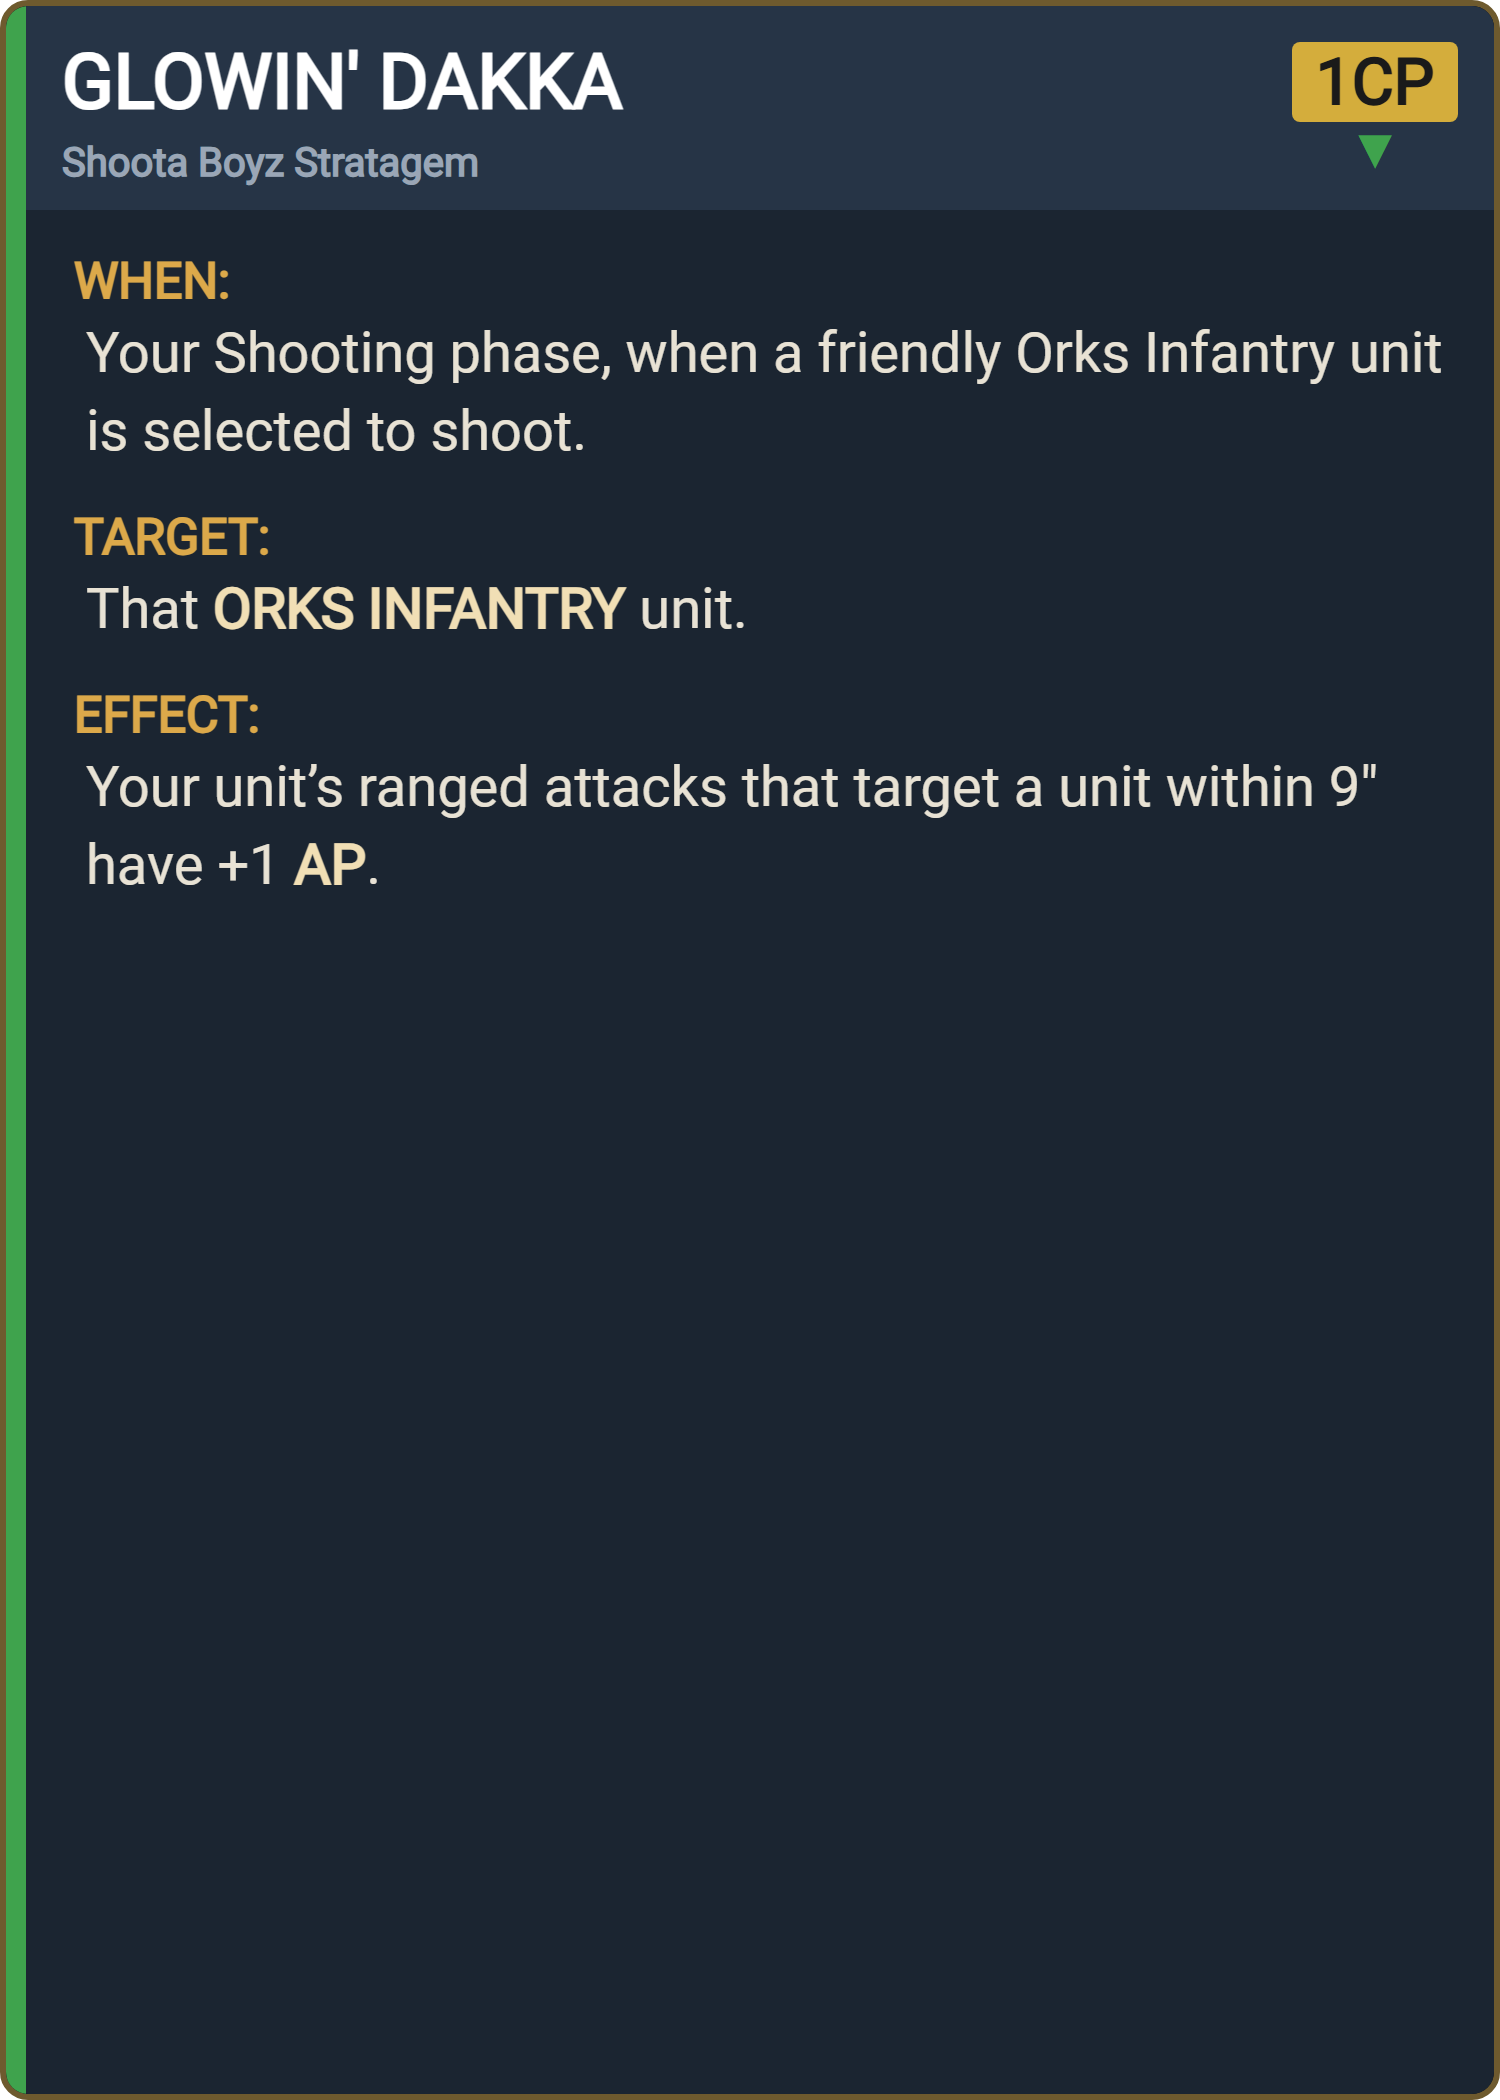 GLOWIN' DAKKA
1CP
Shoota Boyz Stratagem
WHEN:
Your Shooting phase, when a friendly Orks Infantry unit
is selected to shoot.
TARGET:
That ORKS INFANTRY unit.
EFFECT:
Your unit’s ranged attacks that target a unit within 9"
have +1 AP.